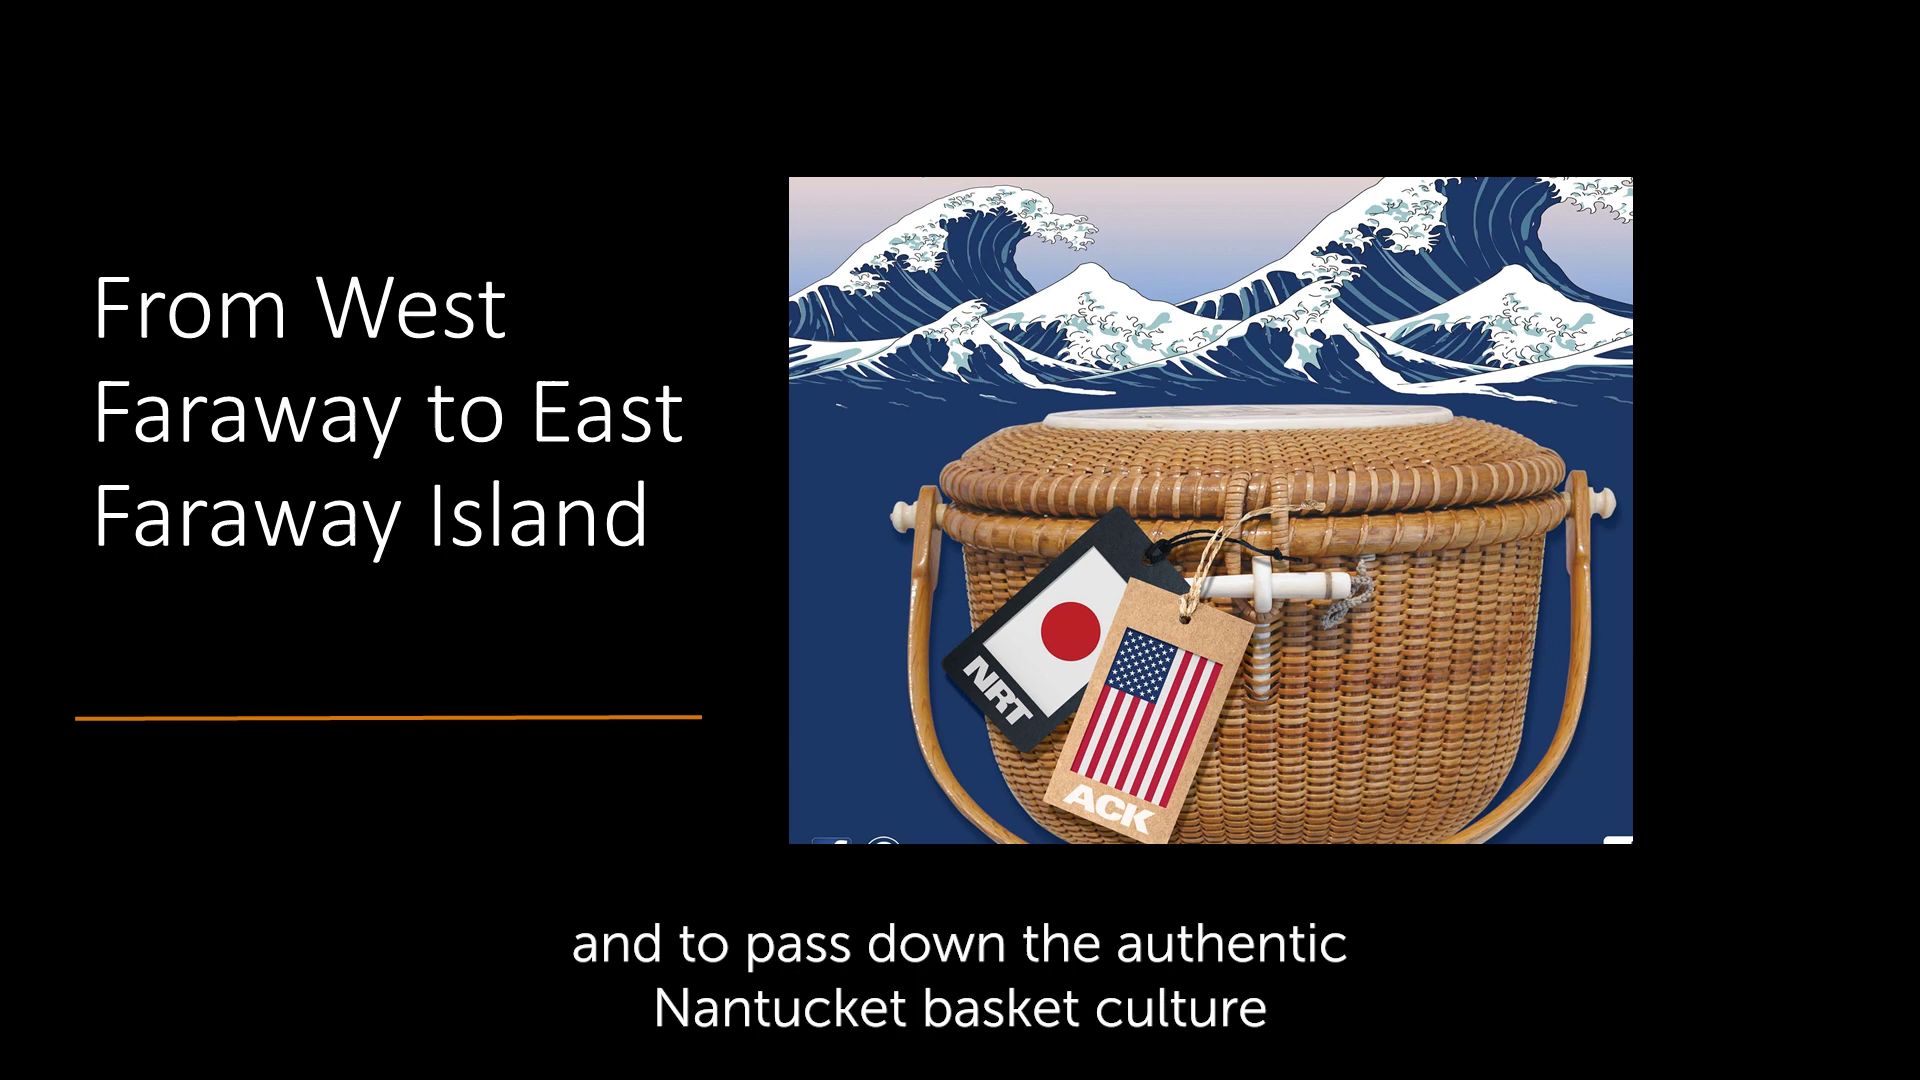 From West
Faraway to East
Faraway Island
NRT
ACK
and to pass down the authentic
Nantucket basket culture